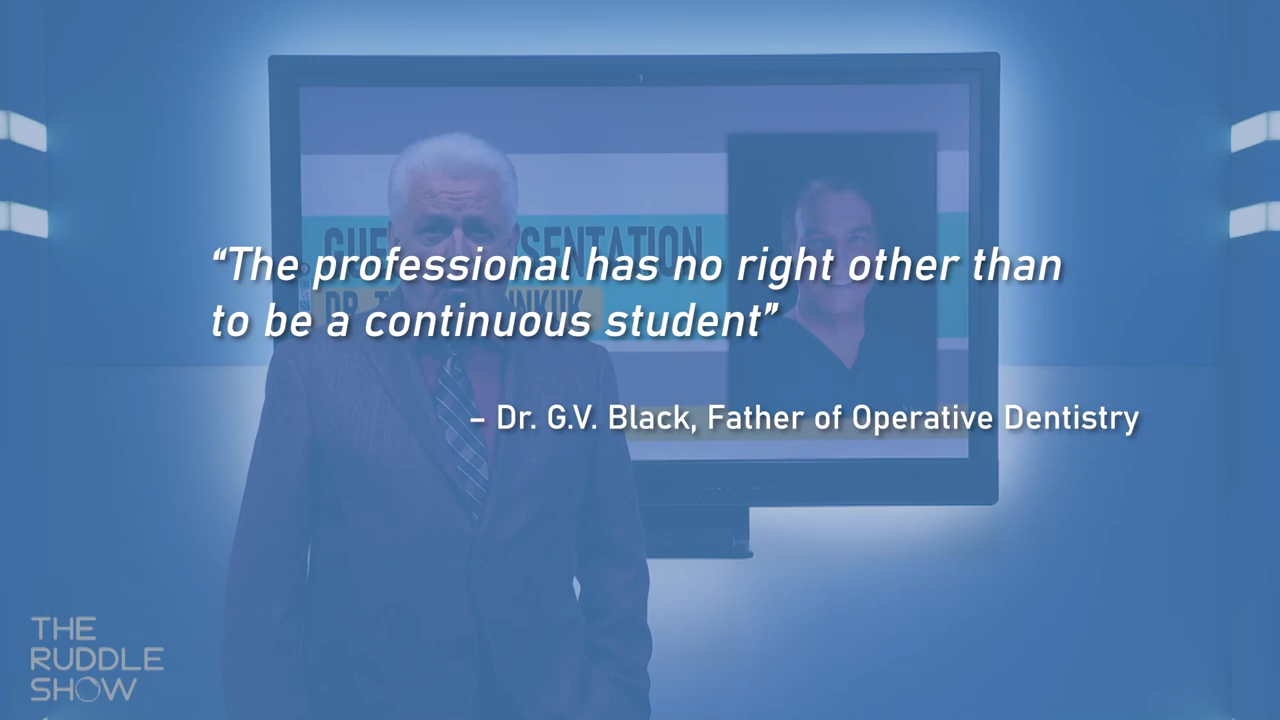 “The professional has no right other than
to be a continuous student”
– Dr. G.V. Black, Father of Operative Dentistry
THE
RUDDLE
SHOW